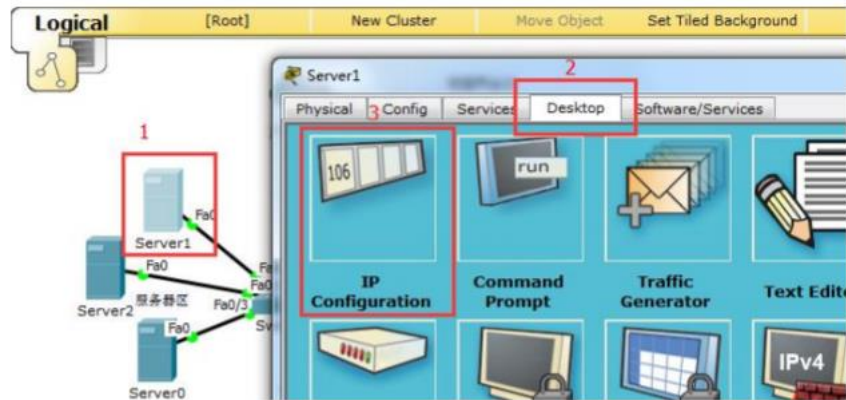 Logical
[Root]
New Cluster
Move Object
Set Tiled Background
2
Server1
Physical
3
Config
Services
Desktop
Software/Services
1
106
run
Fa0
Server1
IP
Configuration
Command
Prompt
Traffic
Generator
Text Edit
Fa0
Fa0
Server2
服务器区
Fa0/3
Fa0
Server0
IPv4